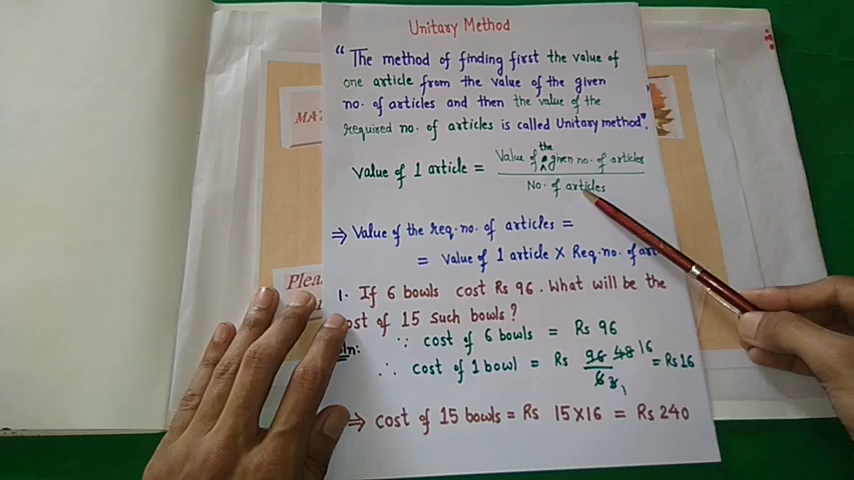 Unitary Method
“The method of finding first the value of
one article from the value of the given
no. of articles and then the value of the
required no. of articles is called Unitary method”.
Value of 1 article = Value of the given no. of articles
No. of articles
⇒ Value of the req. no. of articles =
= Value of 1 article X Req. no. of
1. If 6 bowls cost Rs 96. What will be the
cost of 15 such bowls?
Soln:
∵ cost of 6 bowls = Rs 96
∴ cost of 1 bowl = Rs 96 48 16 = Rs 16
6 3 1
⇒ cost of 15 bowls = Rs 15X16 = Rs 240